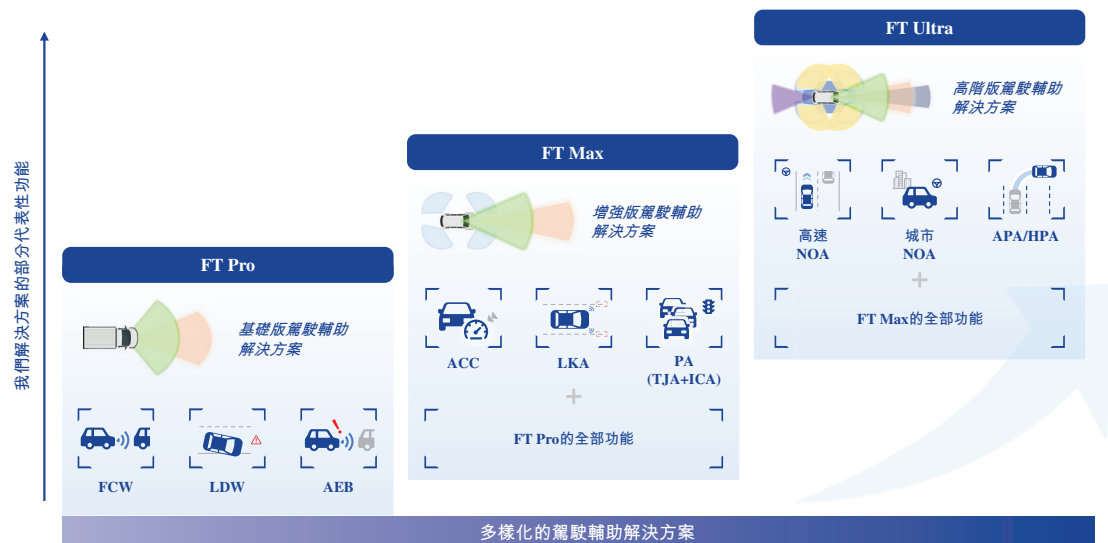 我們解決方案的部分代表性功能
FT Pro
基礎版駕駛輔助
解決方案
FCW
LDW
AEB
FT Max
增強版駕駛輔助
解決方案
ACC
LKA
PA
(TJA+ICA)
FT Pro的全部功能
FT Ultra
高階版駕駛輔助
解決方案
高速
NOA
城市
NOA
APA/HPA
FT Max的全部功能
多樣化的駕駛輔助解決方案